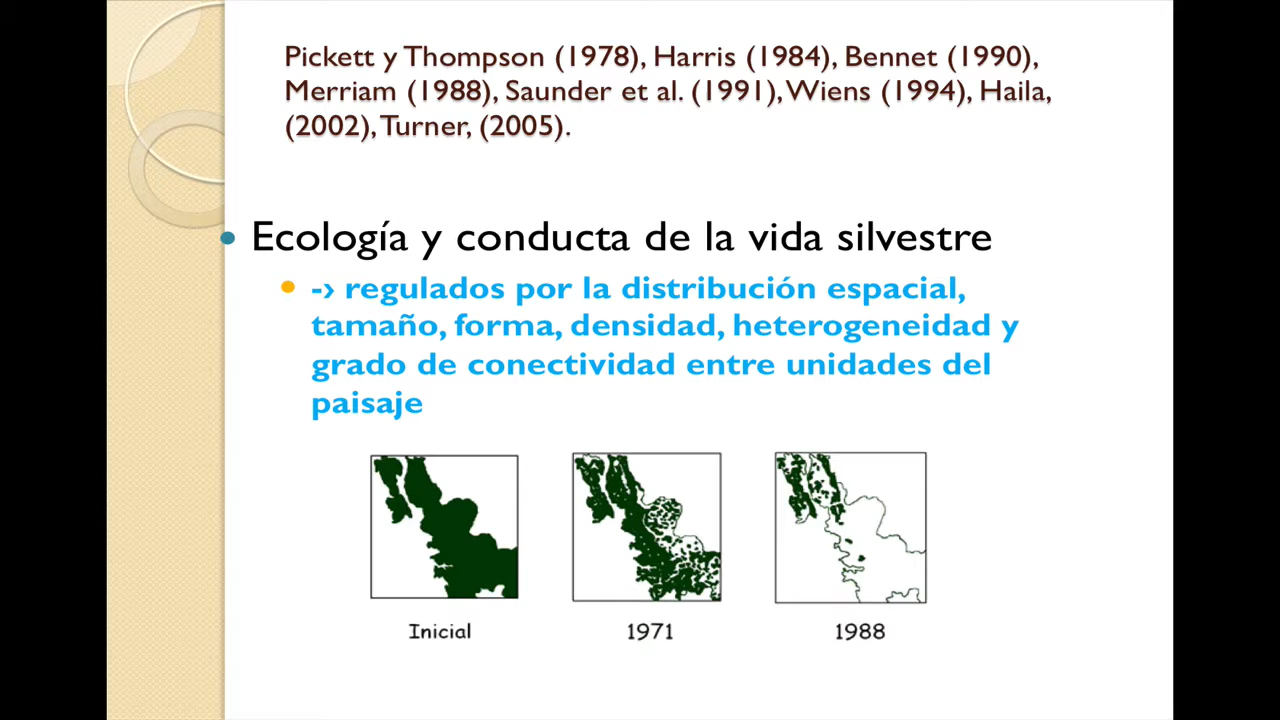 Pickett y Thompson (1978), Harris (1984), Bennet (1990),
Merriam (1988), Saunder et al. (1991), Wiens (1994), Haila,
(2002), Turner, (2005).
• Ecología y conducta de la vida silvestre
• -› regulados por la distribución espacial,
tamaño, forma, densidad, heterogeneidad y
grado de conectividad entre unidades del
paisaje
Inicial 1971 1988